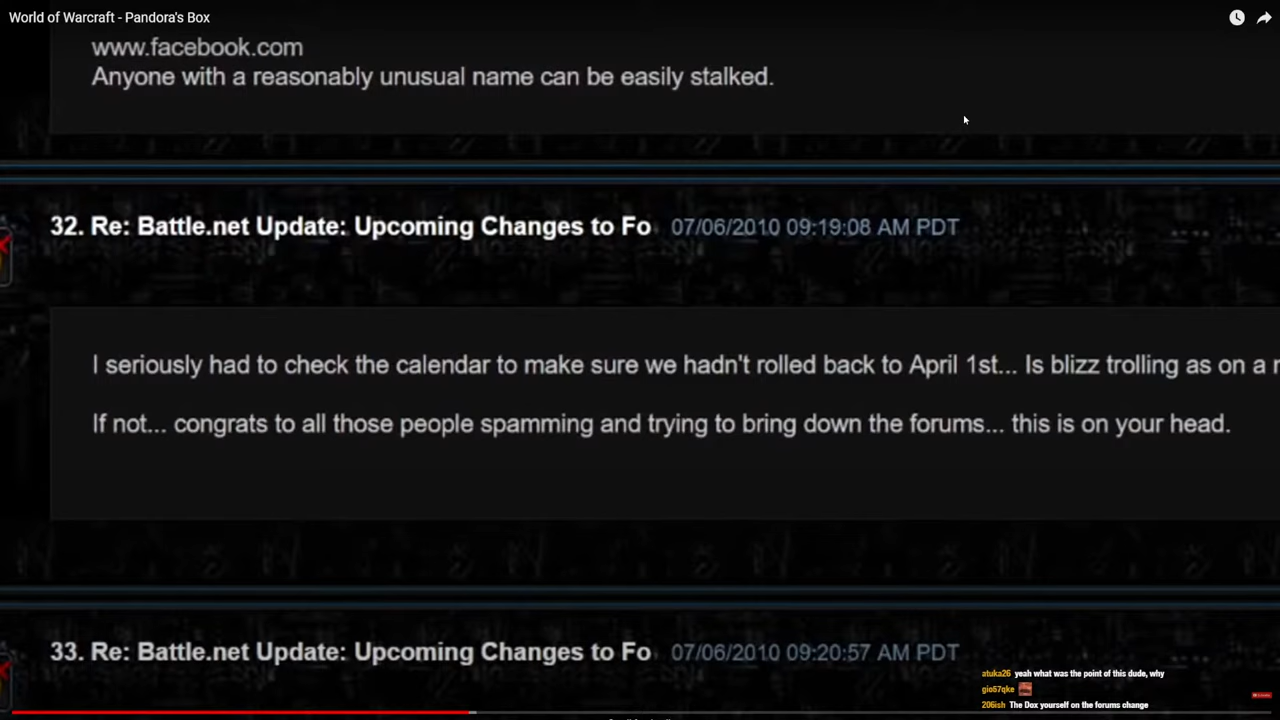 World of Warcraft - Pandora's Box
www.facebook.com
Anyone with a reasonably unusual name can be easily stalked.
32. Re: Battle.net Update: Upcoming Changes to Fo 07/06/2010 09:19:08 AM PDT
I seriously had to check the calendar to make sure we hadn't rolled back to April 1st... Is blizz trolling as on a
If not... congrats to all those people spamming and trying to bring down the forums... this is on your head.
33. Re: Battle.net Update: Upcoming Changes to Fo 07/06/2010 09:20:57 AM PDT
atuka26 yeah what was the point of this dude, why
gio57qke
206ish The Dox yourself on the forums change